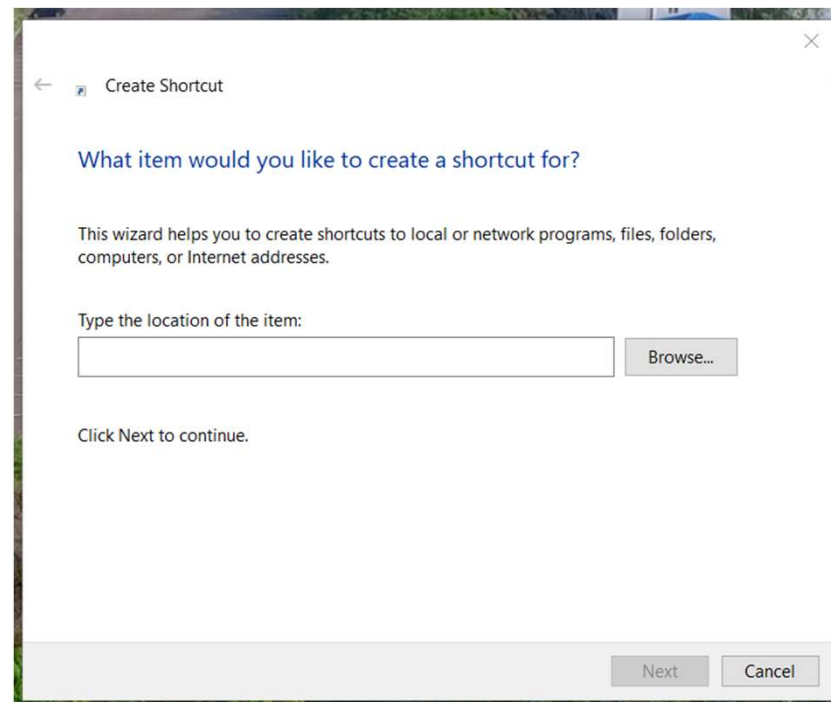 Create Shortcut
What item would you like to create a shortcut for?
This wizard helps you to create shortcuts to local or network programs, files, folders,
computers, or Internet addresses.
Type the location of the item:
Browse...
Click Next to continue.
Next Cancel